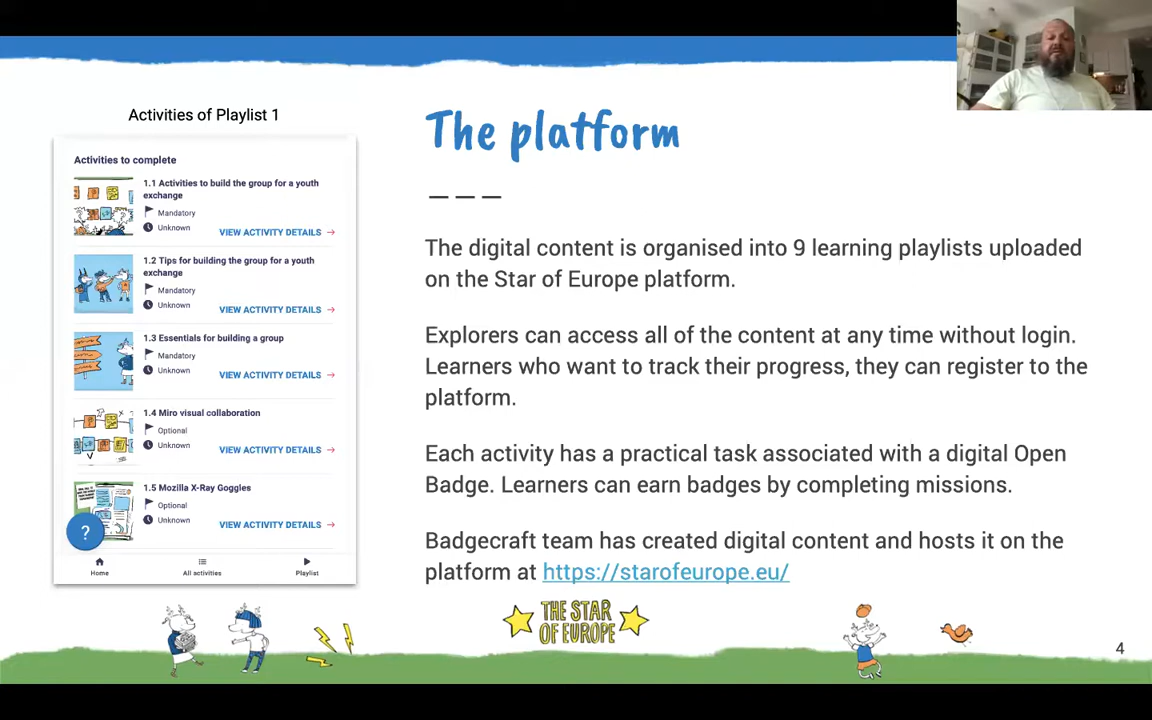 Activities of Playlist 1
Activities to complete
1.1 Activities to build the group for a youth
exchange
Mandatory
Unknown
VIEW ACTIVITY DETAILS →
1.2 Tips for building the group for a youth
exchange
Mandatory
Unknown
VIEW ACTIVITY DETAILS →
1.3 Essentials for building a group
Mandatory
Unknown
VIEW ACTIVITY DETAILS →
1.4 Miro visual collaboration
Optional
Unknown
VIEW ACTIVITY DETAILS →
1.5 Mozilla X-Ray Goggles
Optional
Unknown
VIEW ACTIVITY DETAILS →
?
Home
All activities
Playlist
The platform
The digital content is organised into 9 learning playlists uploaded
on the Star of Europe platform.
Explorers can access all of the content at any time without login.
Learners who want to track their progress, they can register to the
platform.
Each activity has a practical task associated with a digital Open
Badge. Learners can earn badges by completing missions.
Badgecraft team has created digital content and hosts it on the
platform at https://starofeurope.eu/
THE STAR
OF EUROPE
4